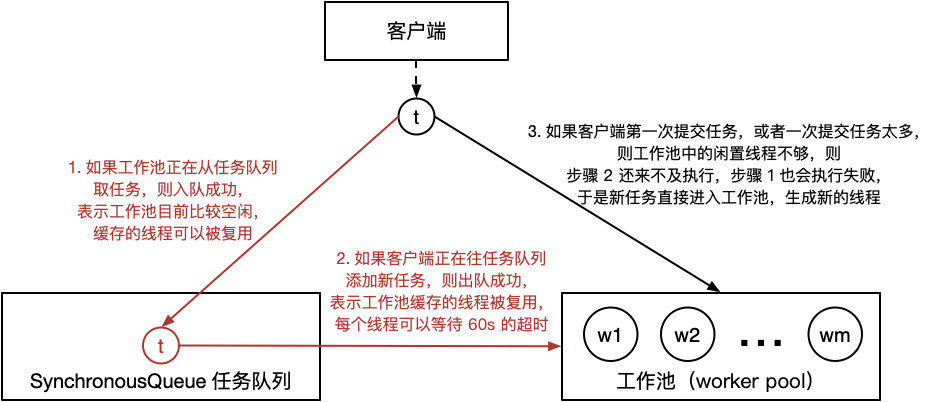 客户端
t
3. 如果客户端第一次提交任务，或者一次提交任务太多，
则工作池中的闲置线程不够，则
步骤 2 还来不及执行，步骤 1 也会执行失败，
于是新任务直接进入工作池，生成新的线程
1. 如果工作池正在从任务队列
取任务，则入队成功，
表示工作池目前比较空闲，
缓存的线程可以被复用
2. 如果客户端正在往任务队列
添加新任务，则出队成功，
表示工作池缓存的线程被复用，
每个线程可以等待 60s 的超时
t
SynchronousQueue 任务队列
w1 w2 ... wm
工作池（worker pool）